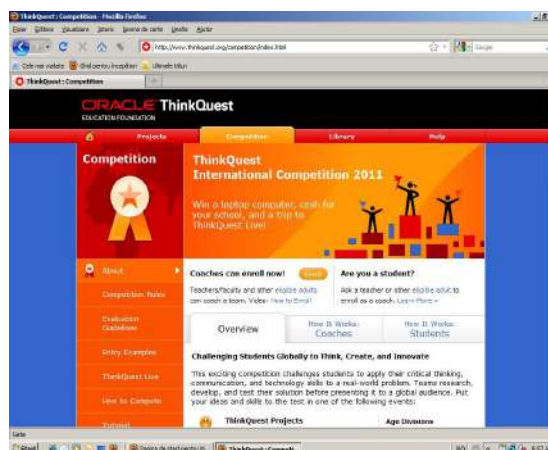 ThinkQuest : Competition - Mozilla Firefox
http://www.thinkquest.org/competition/index.html
Google
ThinkQuest : Competition
ORACLE ThinkQuest
EDUCATION FOUNDATION
Projects Competition Library Help
Competition
ThinkQuest
International Competition 2011
Win a laptop computer, cash for
your school, and a trip to
ThinkQuest Live!
About
Competition Rules
Evaluation
Guidelines
Entry Examples
ThinkQuest Live
How to Compete
Tutorial
Coaches can enroll now! Enroll
Teachers/faculty and other eligible adults
can coach a team. Video: How to Enroll
Are you a student?
Ask a teacher or other eligible adult to
enroll as a coach. Learn More »
Overview
How It Works:
Coaches
How It Works:
Students
Challenging Students Globally to Think, Create, and Innovate
This exciting competition challenges students to apply their critical thinking,
communication, and technology skills to a real-world problem. Teams research,
develop, and test their solution before presenting it to a global audience. Put
your ideas and skills to the test in one of the following events:
ThinkQuest Projects
Age Divisions
Gata
Start